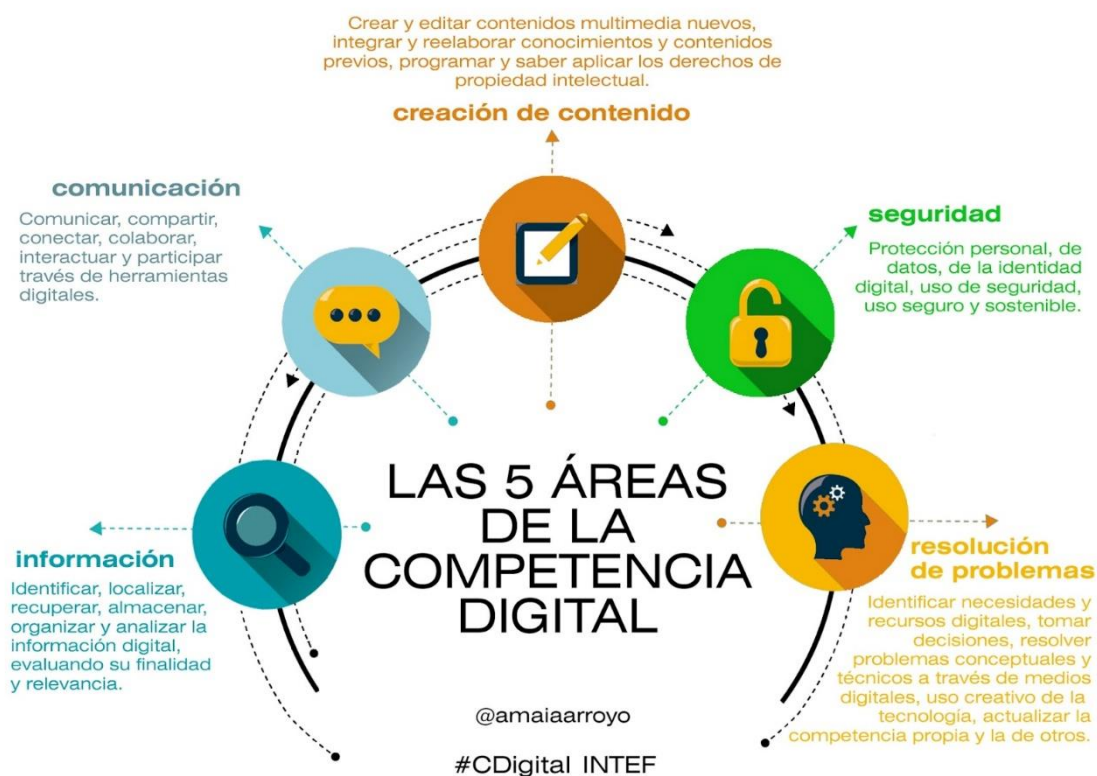 Crear y editar contenidos multimedia nuevos,
integrar y reelaborar conocimientos y contenidos
previos, programar y saber aplicar los derechos de
propiedad intelectual.
creación de contenido
comunicación
Comunicar, compartir,
conectar, colaborar,
interactuar y participar
través de herramientas
digitales.
seguridad
Protección personal, de
datos, de la identidad
digital, uso de seguridad,
uso seguro y sostenible.
información
Identificar, localizar,
recuperar, almacenar,
organizar y analizar la
información digital,
evaluando su finalidad
y relevancia.
LAS 5 ÁREAS
DE LA
COMPETENCIA
DIGITAL
resolución
de problemas
Identificar necesidades y
recursos digitales, tomar
decisiones, resolver
problemas conceptuales y
técnicos a través de medios
digitales, uso creativo de la
tecnología, actualizar la
competencia propia y la de otros.
@amaiaarroyo
#CDigital INTEF